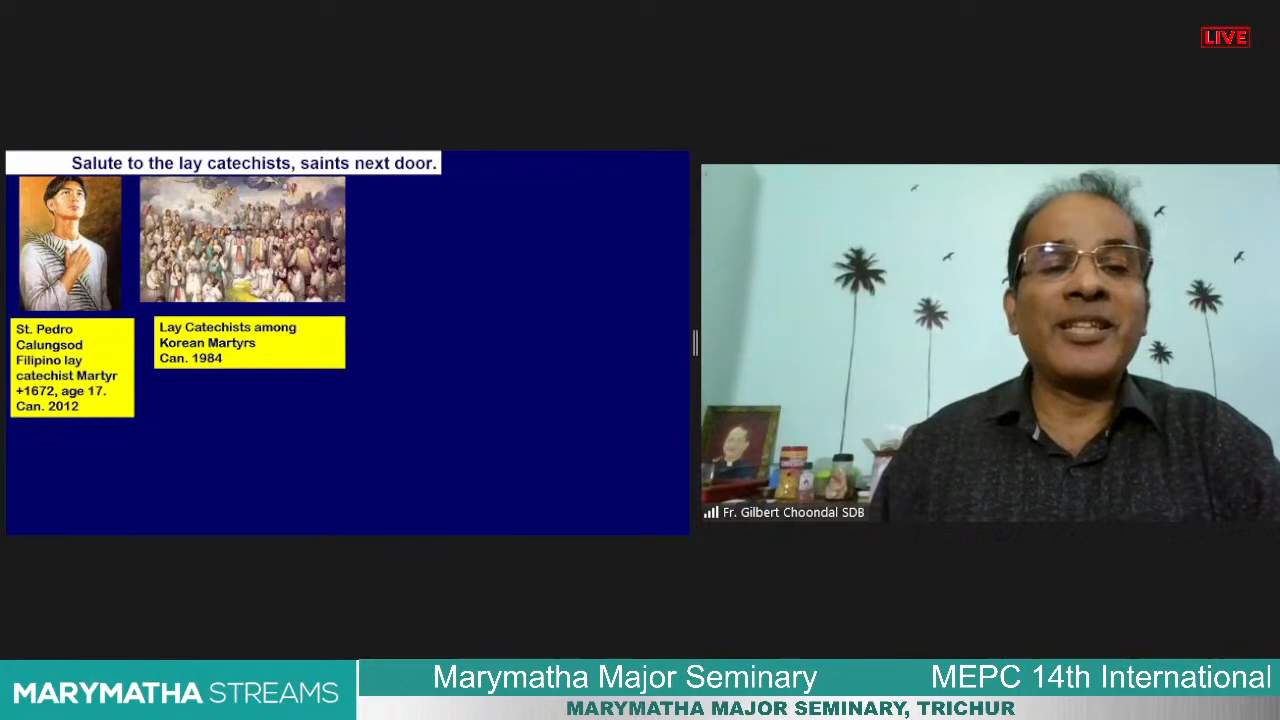 LIVE
Salute to the lay catechists, saints next door.
St. Pedro
Calungsod
Filipino lay
catechist Martyr
+1672, age 17.
Can. 2012
Lay Catechists among
Korean Martyrs
Can. 1984
Fr. Gilbert Choondal SDB
MARYMATHA STREAMS
Marymatha Major Seminary MEPC 14th International
MARYMATHA MAJOR SEMINARY, TRICHUR